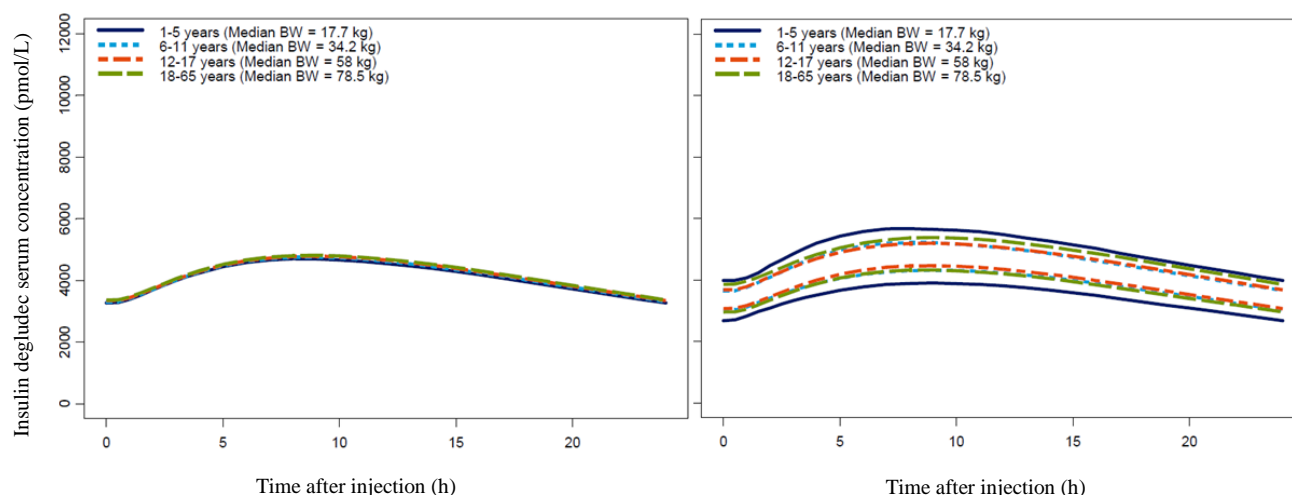 Insulin degludec serum concentration (pmol/L)
12000
10000
8000
6000
4000
2000
0
1-5 years (Median BW = 17.7 kg)
6-11 years (Median BW = 34.2 kg)
12-17 years (Median BW = 58 kg)
18-65 years (Median BW = 78.5 kg)
0 5 10 15 20
Time after injection (h)
1-5 years (Median BW = 17.7 kg)
6-11 years (Median BW = 34.2 kg)
12-17 years (Median BW = 58 kg)
18-65 years (Median BW = 78.5 kg)
0 5 10 15 20
Time after injection (h)